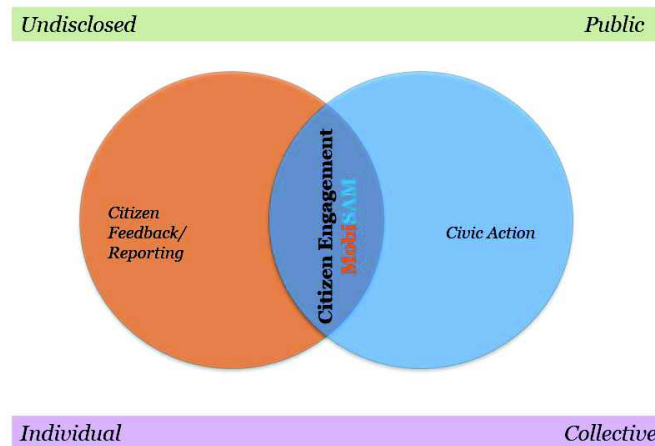 Undisclosed Public
Citizen
Feedback/
Reporting
Citizen Engagement
MobiSAM
Civic Action
Individual Collective